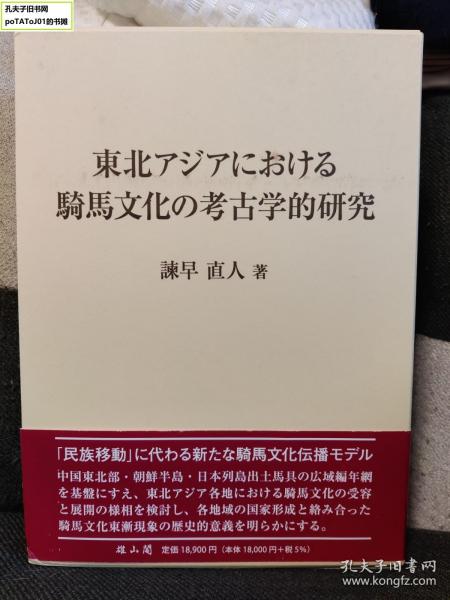 孔夫子旧书网
poTAToJ01的书摊
東北アジアにおける
騎馬文化の考古学的研究
諫早 直人 著
「民族移動」に代わる新たな騎馬文化伝播モデル
中国東北部・朝鮮半島・日本列島出土馬具の広域編年網
を基盤にすえ、東北アジア各地における騎馬文化の受容
と展開の様相を検討し、各地域の国家形成と絡み合った
騎馬文化東漸現象の歴史的意義を明らかにする。
雄山閣 定価 18,900円(本体 18,000円+税5%)
孔夫子旧书网
www.kongfz.com